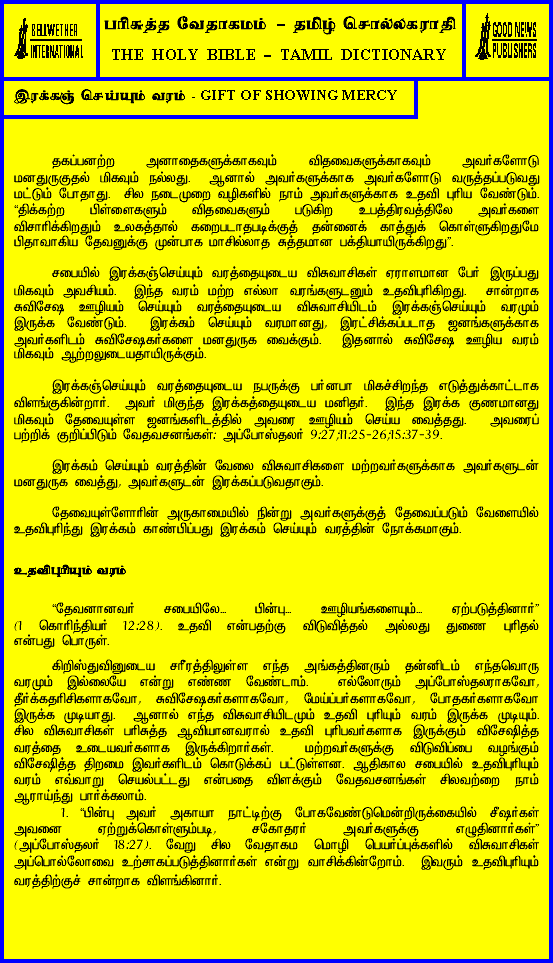 BELLWETHER
INTERNATIONAL
பரிசுத்த வேதாகமம் – தமிழ் சொல்லகராதி
THE HOLY BIBLE – TAMIL DICTIONARY
GOOD NEWS
PUBLISHERS
இரக்கஞ் செய்யும் வரம் - GIFT OF SHOWING MERCY
தகப்பனற்ற அனாதைகளுக்காகவும் விதவைகளுக்காகவும் அவர்களோடு
மனதுருகுதல் மிகவும் நல்லது. ஆனால் அவர்களுக்காக அவர்களோடு வருத்தப்படுவது
மட்டும் போதாது. சில நடைமுறை வழிகளில் நாம் அவர்களுக்காக உதவி புரிய வேண்டும்.
“திக்கற்ற பிள்ளைகளும் விதவைகளும் படுகிற உபத்திரவத்திலே அவர்களை
விசாரிக்கிறதும் உலகத்தால் கறைபடாதபடிக்குத் தன்னைக் காத்துக் கொள்ளுகிறதுமே
பிதாவாகிய தேவனுக்கு முன்பாக மாசில்லாத சுத்தமான பக்தியாயிருக்கிறது”.
சபையில் இரக்கஞ்செய்யும் வரத்தையுடைய விசுவாசிகள் ஏராளமான பேர் இருப்பது
மிகவும் அவசியம். இந்த வரம் மற்ற எல்லா வரங்களுடனும் உதவிபுரிகிறது. சான்றாக
சுவிசேஷ ஊழியம் செய்யும் வரத்தையுடைய விசுவாசியிடம் இரக்கஞ்செய்யும் வரமும்
இருக்க வேண்டும். இரக்கம் செய்யும் வரமானது, இரட்சிக்கப்படாத ஜனங்களுக்காக
அவர்களிடம் சுவிசேஷகர்களை மனதுருக வைக்கும். இதனால் சுவிசேஷ ஊழிய வரம்
மிகவும் ஆற்றலுடையதாயிருக்கும்.
இரக்கஞ்செய்யும் வரத்தையுடைய நபருக்கு பர்னபா மிகச்சிறந்த எடுத்துக்காட்டாக
விளங்குகின்றார். அவர் மிகுந்த இரக்கத்தையுடைய மனிதர். இந்த இரக்க குணமானது
மிகவும் தேவையுள்ள ஜனங்களிடத்தில் அவரை ஊழியம் செய்ய வைத்தது. அவரைப்
பற்றிக் குறிப்பிடும் வேதவசனங்கள்: அப்போஸ்தலர் 9:27;11:25-26;15:37-39.
இரக்கம் செய்யும் வரத்தின் வேலை விசுவாசிகளை மற்றவர்களுக்காக அவர்களுடன்
மனதுருக வைத்து, அவர்களுடன் இரக்கப்படுவதாகும்.
தேவையுள்ளோரின் அருகாமையில் நின்று அவர்களுக்குத் தேவைப்படும் வேளையில்
உதவிபுரிந்து இரக்கம் காண்பிப்பது இரக்கம் செய்யும் வரத்தின் நோக்கமாகும்.
உதவிபுரியும் வரம்
“தேவனானவர் சபையிலே... பின்பு... ஊழியங்களையும்... ஏற்படுத்தினார்”
(1 கொரிந்தியர் 12:28). உதவி என்பதற்கு விடுவித்தல் அல்லது துணை புரிதல்
என்பது பொருள்.
கிறிஸ்துவினுடைய சரீரத்திலுள்ள எந்த அங்கத்தினரும் தன்னிடம் எந்தவொரு
வரமும் இல்லையே என்று எண்ண வேண்டாம். எல்லோரும் அப்போஸ்தலராகவோ,
தீர்க்கதரிசிகளாகவோ, சுவிசேஷகர்களாகவோ, மேய்ப்பர்களாகவோ, போதகர்களாகவோ
இருக்க முடியாது. ஆனால் எந்த விசுவாசியிடமும் உதவி புரியும் வரம் இருக்க முடியும்.
சில விசுவாசிகள் பரிசுத்த ஆவியானவரால் உதவி புரிபவர்களாக இருக்கும் விசேஷித்த
வரத்தை உடையவர்களாக இருக்கிறார்கள். மற்றவர்களுக்கு விடுவிப்பை வழங்கும்
விசேஷித்த திறமை இவர்களிடம் கொடுக்கப் பட்டுள்ளன. ஆதிகால சபையில் உதவிபுரியும்
வரம் எவ்வாறு செயல்பட்டது என்பதை விளக்கும் வேதவசனங்கள் சிலவற்றை நாம்
ஆராய்ந்து பார்க்கலாம்.
1. “பின்பு அவர் அகாயா நாட்டிற்கு போகவேண்டுமென்றிருக்கையில் சீஷர்கள்
அவனை ஏற்றுக்கொள்ளும்படி, சகோதரர் அவர்களுக்கு எழுதினார்கள்”
(அப்போஸ்தலர் 18:27). வேறு சில வேதாகம மொழி பெயர்ப்புக்களில் விசுவாசிகள்
அப்பொல்லோவை உற்சாகப்படுத்தினார்கள் என்று வாசிக்கின்றோம். இவரும் உதவிபுரியும்
வரத்திற்குச் சான்றாக விளங்கினார்.